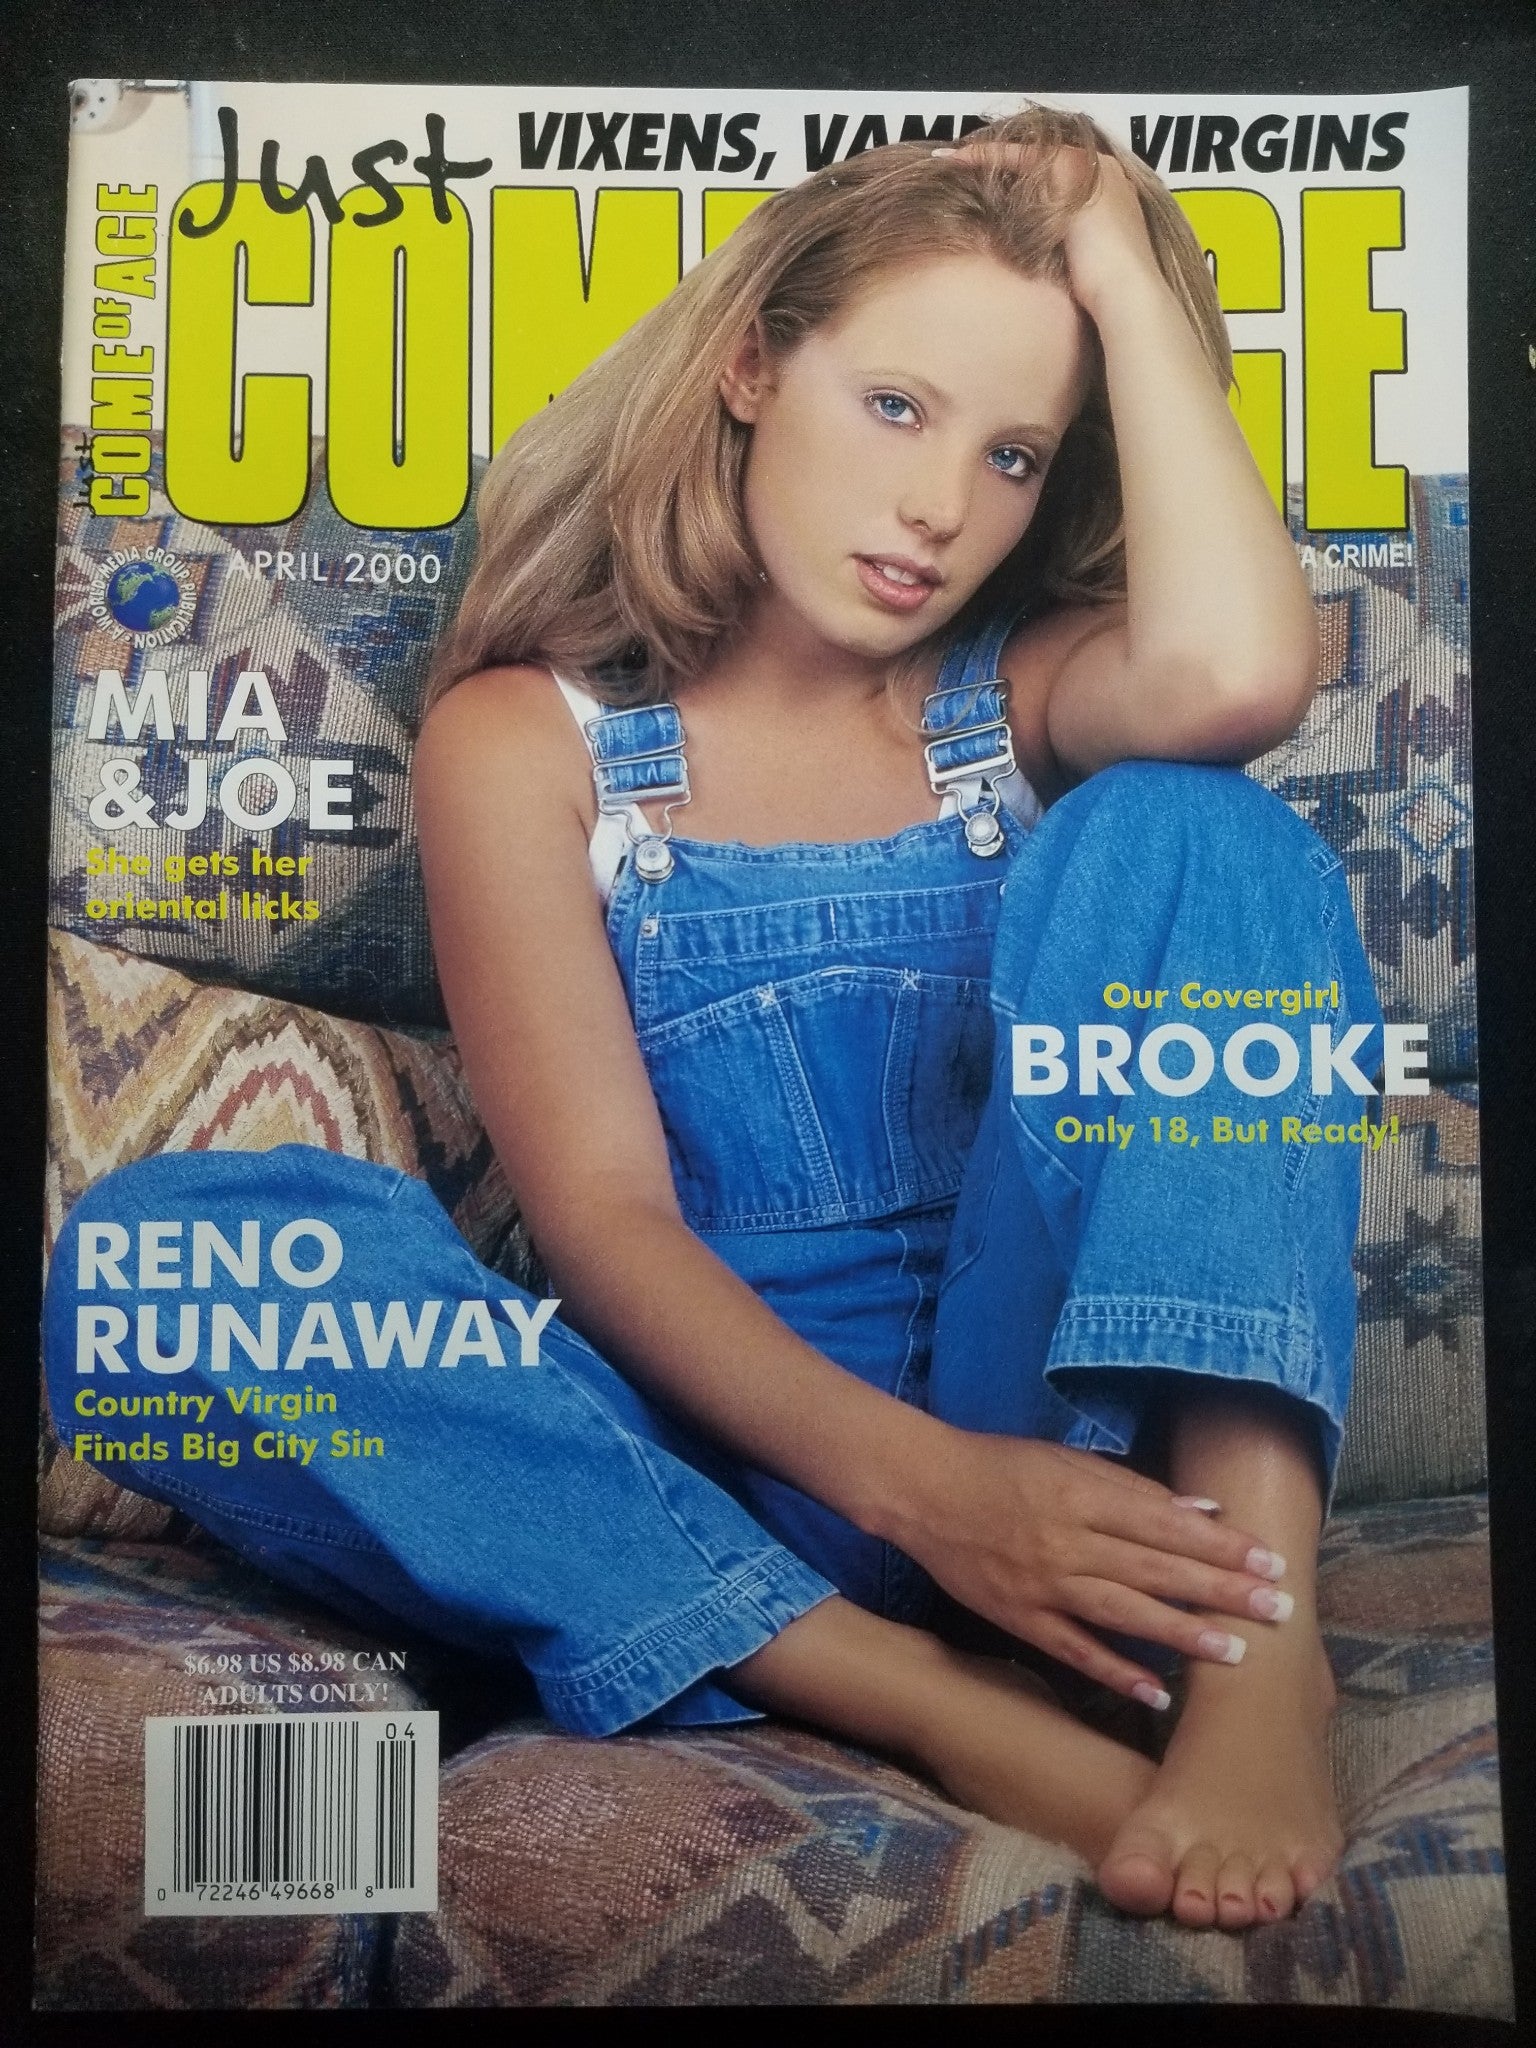 Just
VIXENS, VIRGINS
Just COME OF AGE
APRIL 2000
A WORLD MEDIA GROUP PUBLICATION
A CRIME!
MIA
& JOE
She gets her
oriental licks
Our Covergirl
BROOKE
Only 18, But Ready!
RENO
RUNAWAY
Country Virgin
Finds Big City Sin
$6.98 US $8.98 CAN
ADULTS ONLY!
04
0 72246 49668 8